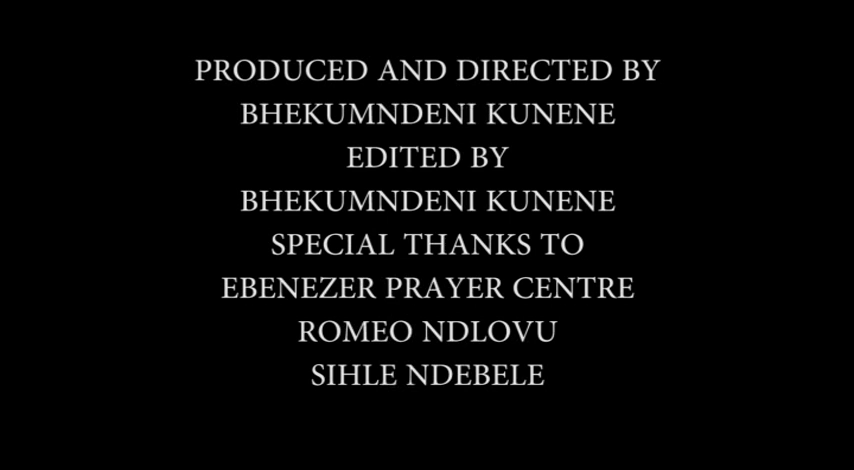 PRODUCED AND DIRECTED BY
BHEKUMNDENI KUNENE
EDITED BY
BHEKUMNDENI KUNENE
SPECIAL THANKS TO
EBENEZER PRAYER CENTRE
ROMEO NDLOVU
SIHLE NDEBELE